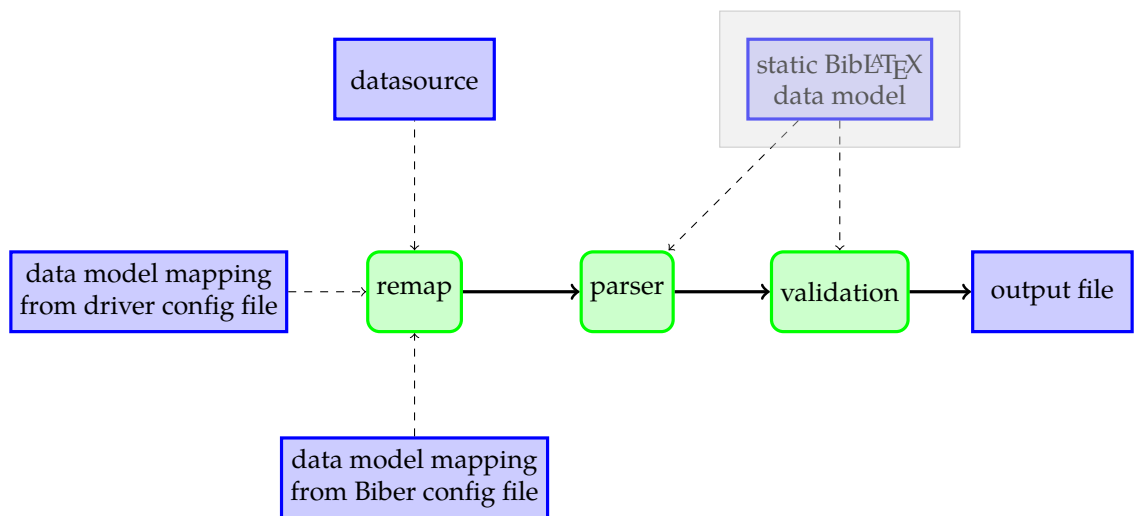 datasource
static BibLATEX
data model
data model mapping
from driver config file
remap
parser
validation
output file
data model mapping
from Biber config file